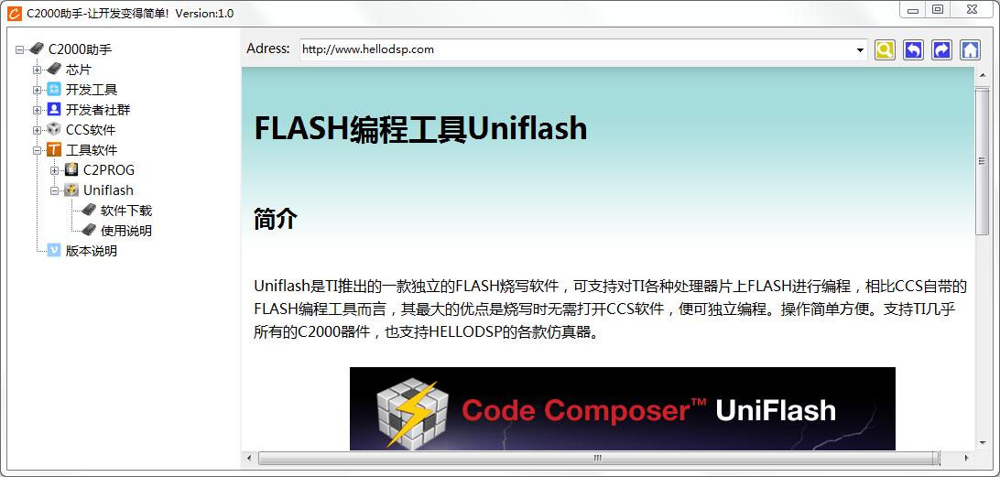 C2000助手-让开发变得简单! Version:1.0
C2000助手
芯片
开发工具
开发者社群
CCS软件
工具软件
C2PROG
Uniflash
软件下载
使用说明
版本说明
Adress: http://www.hellodsp.com
FLASH编程工具Uniflash
简介
Uniflash是TI推出的一款独立的FLASH烧写软件，可支持对TI各种处理器片上FLASH进行编程，相比CCS自带的
FLASH编程工具而言，其最大的优点是烧写时无需打开CCS软件，便可独立编程。操作简单方便。支持TI几乎
所有的C2000器件，也支持HELLODSP的各款仿真器。
Code Composer™ UniFlash